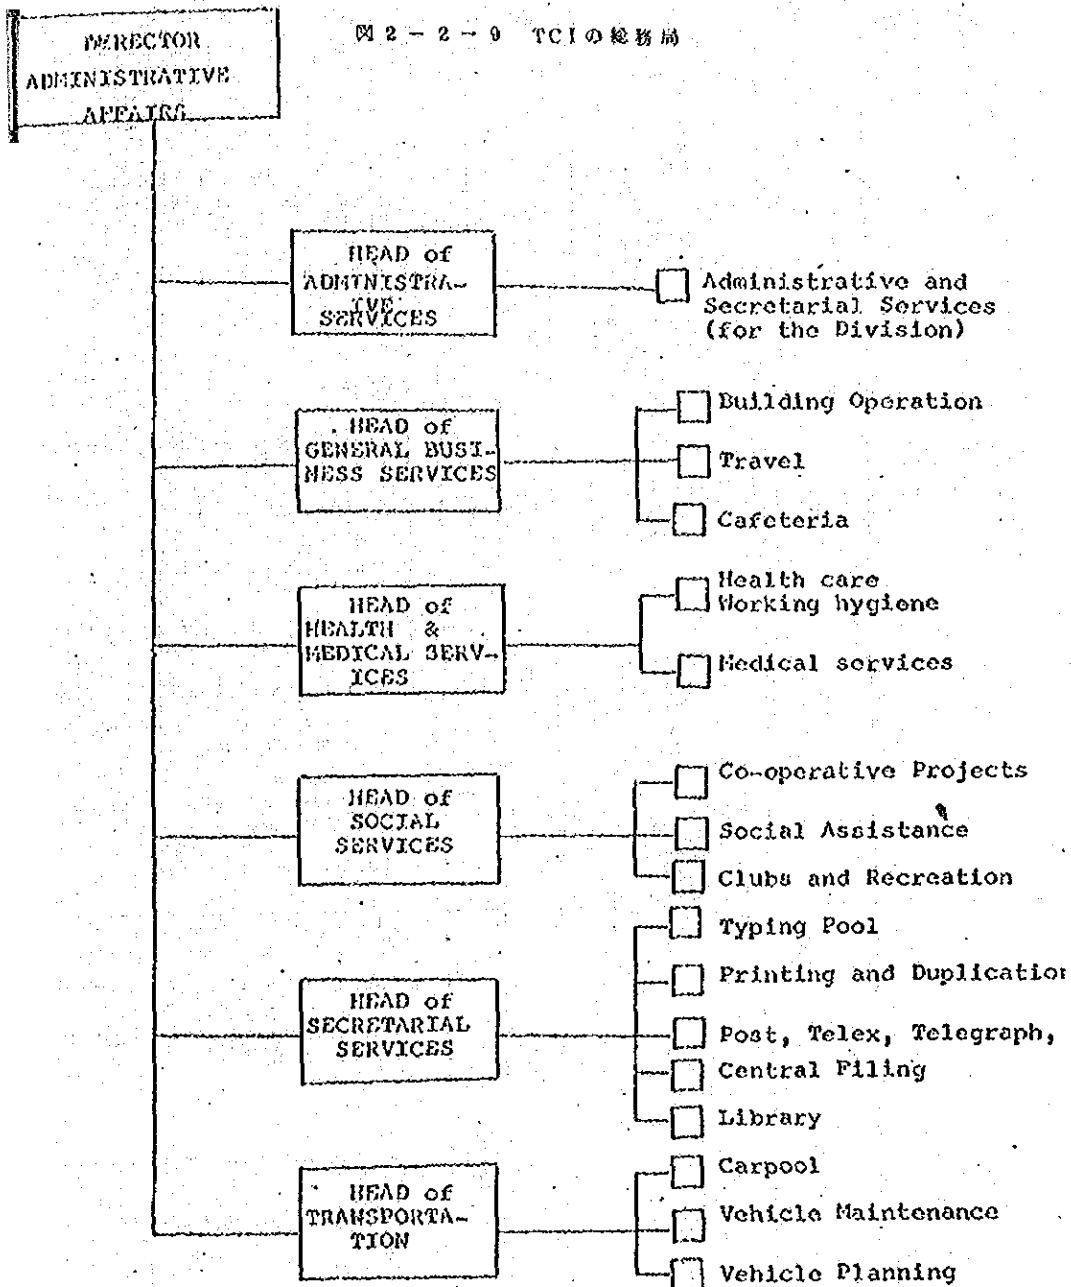 図2-2-9 TCIの総務局
DIRECTOR
ADMINISTRATIVE
AFFAIRS
HEAD of
ADMINISTRA-
TIVE
SERVICES
Administrative and
Secretarial Services
(for the Division)
HEAD of
GENERAL BUSI-
NESS SERVICES
Building Operation
Travel
Cafeteria
HEAD of
HEALTH &
MEDICAL SERV-
ICES
Health care
Working hygiene
Medical services
HEAD of
SOCIAL
SERVICES
Co-operative Projects
Social Assistance
Clubs and Recreation
HEAD of
SECRETARIAL
SERVICES
Typing Pool
Printing and Duplication
Post, Telex, Telegraph,
Central Filing
Library
HEAD of
TRANSPORTA-
TION
Carpool
Vehicle Maintenance
Vehicle Planning